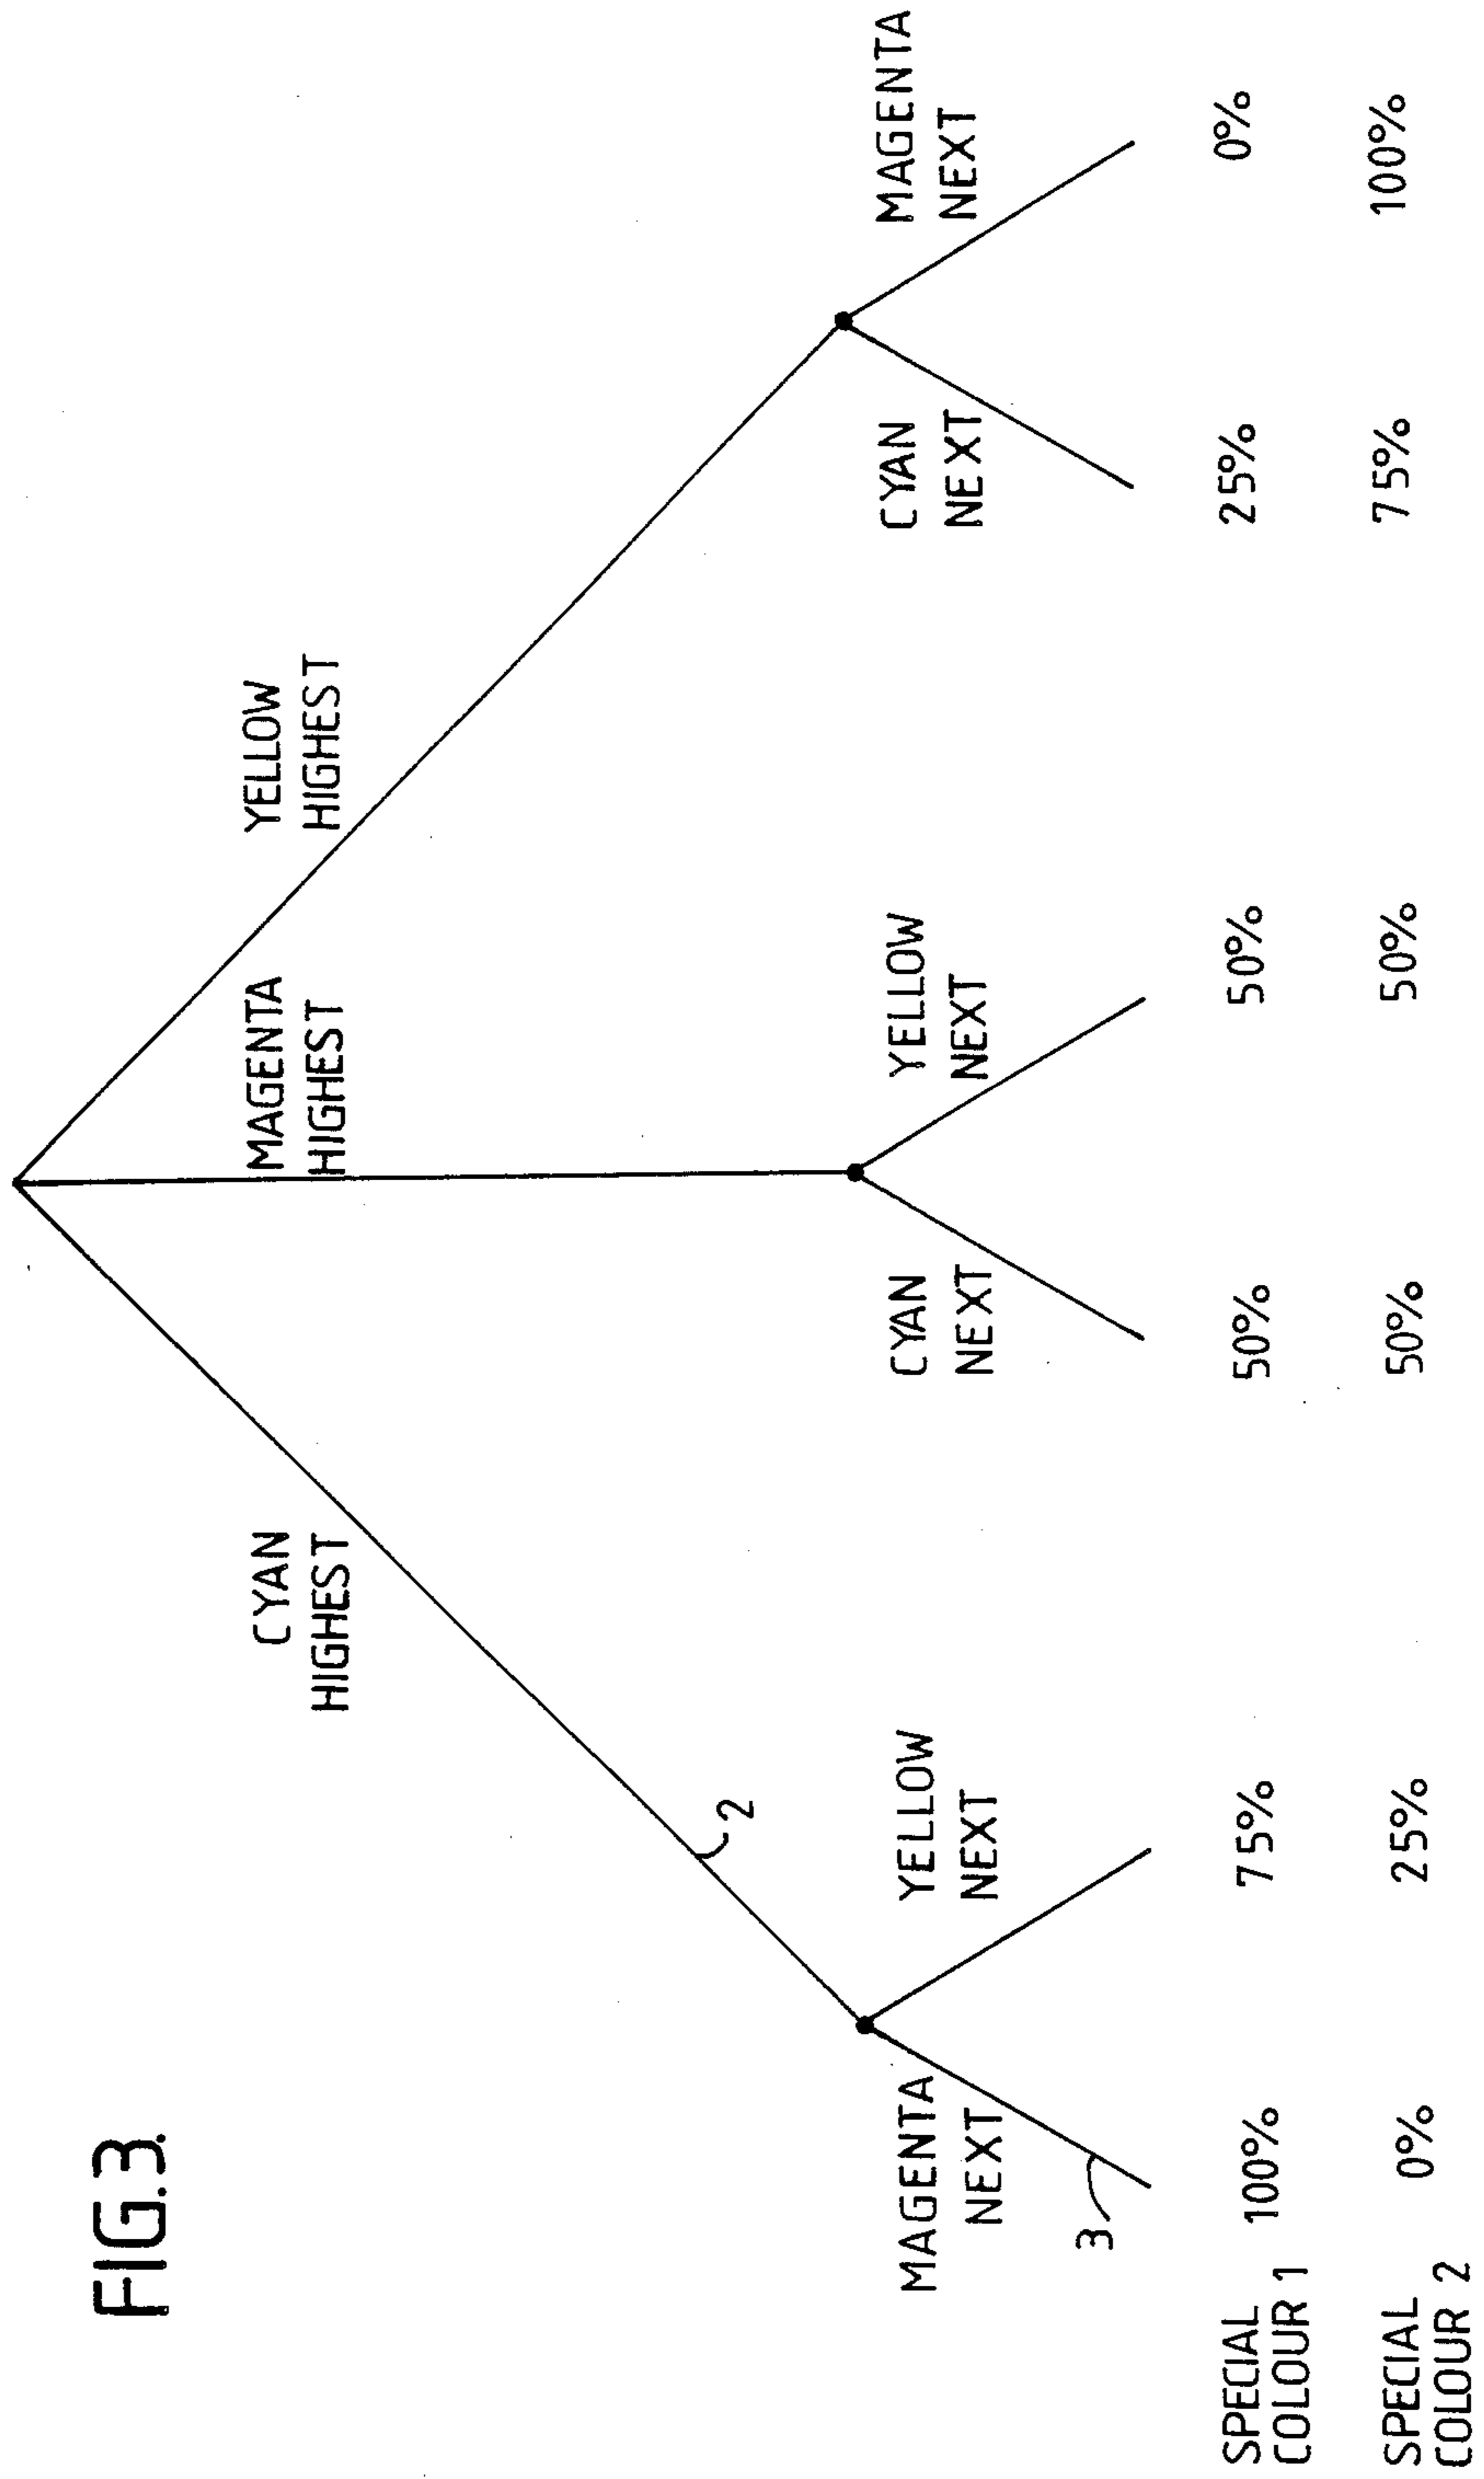 FIG.3.
CYAN
HIGHEST
MAGENTA
HIGHEST
YELLOW
HIGHEST
2
MAGENTA
NEXT
YELLOW
NEXT
CYAN
NEXT
YELLOW
NEXT
CYAN
NEXT
MAGENTA
NEXT
3
SPECIAL
COLOUR 1
100% 75% 50% 50% 25% 0%
SPECIAL
COLOUR 2
0% 25% 50% 50% 75% 100%